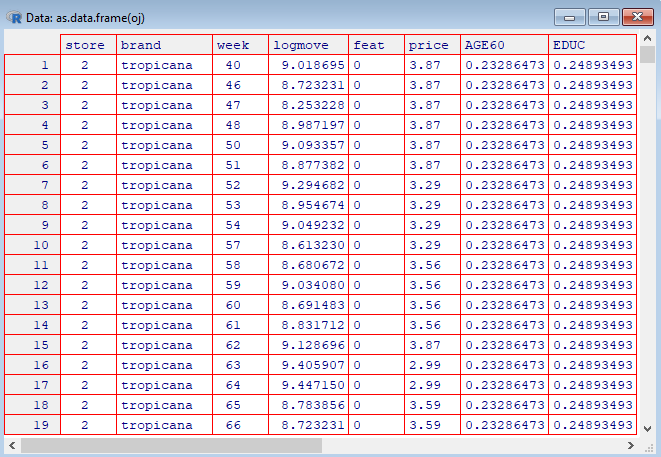 Data: as.data.frame(oj)
store brand week logmove feat price AGE60 EDUC
1 2 tropicana 40 9.018695 0 3.87 0.23286473 0.24893493
2 2 tropicana 46 8.723231 0 3.87 0.23286473 0.24893493
3 2 tropicana 47 8.253228 0 3.87 0.23286473 0.24893493
4 2 tropicana 48 8.987197 0 3.87 0.23286473 0.24893493
5 2 tropicana 50 9.093357 0 3.87 0.23286473 0.24893493
6 2 tropicana 51 8.877382 0 3.87 0.23286473 0.24893493
7 2 tropicana 52 9.294682 0 3.29 0.23286473 0.24893493
8 2 tropicana 53 8.954674 0 3.29 0.23286473 0.24893493
9 2 tropicana 54 9.049232 0 3.29 0.23286473 0.24893493
10 2 tropicana 57 8.613230 0 3.29 0.23286473 0.24893493
11 2 tropicana 58 8.680672 0 3.56 0.23286473 0.24893493
12 2 tropicana 59 9.034080 0 3.56 0.23286473 0.24893493
13 2 tropicana 60 8.691483 0 3.56 0.23286473 0.24893493
14 2 tropicana 61 8.831712 0 3.56 0.23286473 0.24893493
15 2 tropicana 62 9.128696 0 3.87 0.23286473 0.24893493
16 2 tropicana 63 9.405907 0 2.99 0.23286473 0.24893493
17 2 tropicana 64 9.447150 0 2.99 0.23286473 0.24893493
18 2 tropicana 65 8.783856 0 3.59 0.23286473 0.24893493
19 2 tropicana 66 8.723231 0 3.59 0.23286473 0.24893493